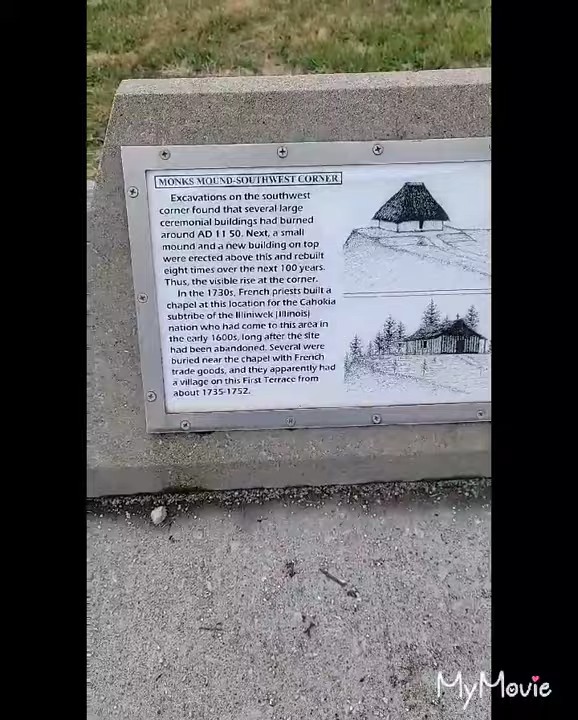 MONKS MOUND-SOUTHWEST CORNER
Excavations on the southwest
corner found that several large
ceremonial buildings had burned
around AD 11 50. Next, a small
mound and a new building on top
were erected above this and rebuilt
eight times over the next 100 years.
Thus, the visible rise at the corner.
In the 1730s, French priests built a
chapel at this location for the Cahokia
subtribe of the Illiniwek (Illinois)
nation who had come to this area in
the early 1600s, long after the site
had been abandoned. Several were
buried near the chapel with French
trade goods, and they apparently had
a village on this First Terrace from
about 1735-1752.
MyMovie